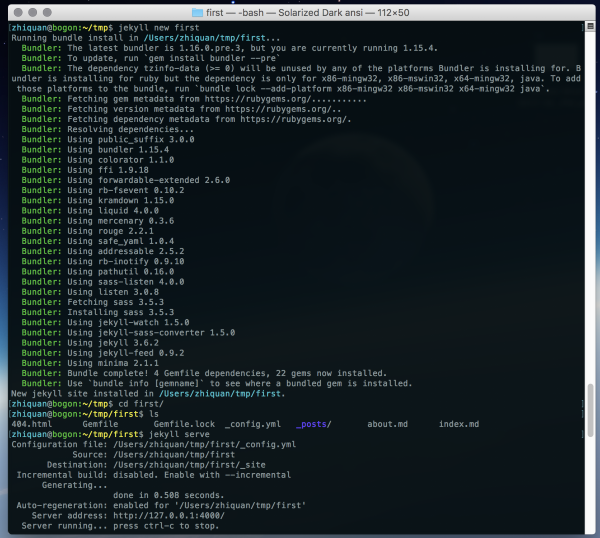 first — -bash — Solarized Dark ansi — 112×50
[zhiquan@bogon:~/tmp$ jekyll new first
Running bundle install in /Users/zhiquan/tmp/first...
Bundler: The latest bundler is 1.16.0.pre.3, but you are currently running 1.15.4.
Bundler: To update, run `gem install bundler --pre`
Bundler: The dependency tzinfo-data (>= 0) will be unused by any of the platforms Bundler is installing for. B
undler is installing for ruby but the dependency is only for x86-mingw32, x86-mswin32, x64-mingw32, java. To add
those platforms to the bundle, run `bundle lock --add-platform x86-mingw32 x86-mswin32 x64-mingw32 java`.
Bundler: Fetching gem metadata from https://rubygems.org/...........
Bundler: Fetching version metadata from https://rubygems.org/..
Bundler: Fetching dependency metadata from https://rubygems.org/.
Bundler: Resolving dependencies...
Bundler: Using public_suffix 3.0.0
Bundler: Using bundler 1.15.4
Bundler: Using colorator 1.1.0
Bundler: Using ffi 1.9.18
Bundler: Using forwardable-extended 2.6.0
Bundler: Using rb-fsevent 0.10.2
Bundler: Using kramdown 1.15.0
Bundler: Using liquid 4.0.0
Bundler: Using mercenary 0.3.6
Bundler: Using rouge 2.2.1
Bundler: Using safe_yaml 1.0.4
Bundler: Using addressable 2.5.2
Bundler: Using rb-inotify 0.9.10
Bundler: Using pathutil 0.16.0
Bundler: Using sass-listen 4.0.0
Bundler: Using listen 3.0.8
Bundler: Fetching sass 3.5.3
Bundler: Installing sass 3.5.3
Bundler: Using jekyll-watch 1.5.0
Bundler: Using jekyll-sass-converter 1.5.0
Bundler: Using jekyll 3.6.2
Bundler: Using jekyll-feed 0.9.2
Bundler: Using minima 2.1.1
Bundler: Bundle complete! 4 Gemfile dependencies, 22 gems now installed.
Bundler: Use `bundle info [gemname]` to see where a bundled gem is installed.
New jekyll site installed in /Users/zhiquan/tmp/first.
[zhiquan@bogon:~/tmp$ cd first/
[zhiquan@bogon:~/tmp/first$ ls
404.html Gemfile Gemfile.lock _config.yml _posts/ about.md index.md
[zhiquan@bogon:~/tmp/first$ jekyll serve
Configuration file: /Users/zhiquan/tmp/first/_config.yml
Source: /Users/zhiquan/tmp/first
Destination: /Users/zhiquan/tmp/first/_site
Incremental build: disabled. Enable with --incremental
Generating...
done in 0.508 seconds.
Auto-regeneration: enabled for '/Users/zhiquan/tmp/first'
Server address: http://127.0.0.1:4000/
Server running... press ctrl-c to stop.